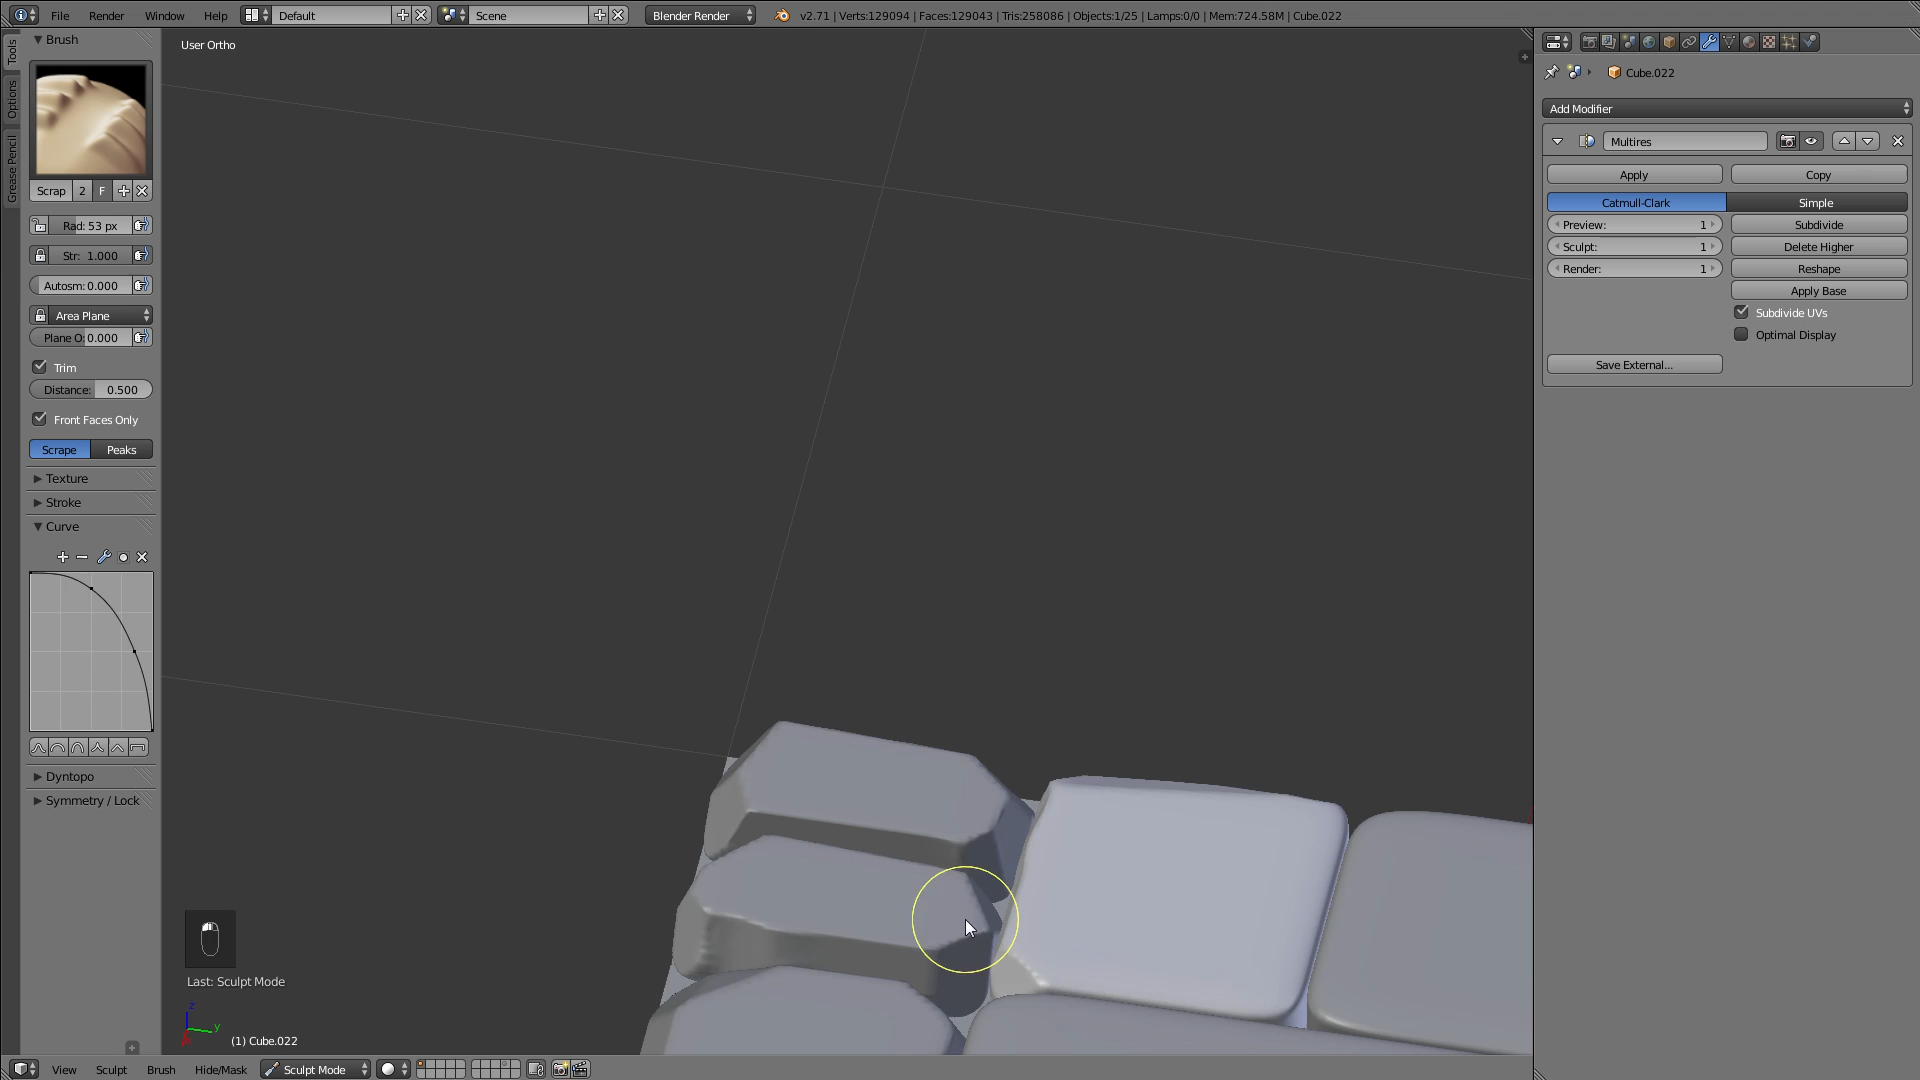 File Render Window Help Default Scene Blender Render v2.71 | Verts:129094 | Faces:129043 | Tris:258086 | Objects:1/25 | Lamps:0/0 | Mem:724.58M | Cube.022
Tools
Options
Grease Pencil
Brush
Scrap 2 F
Rad: 53 px
Str: 1.000
Autosm: 0.000
Area Plane
Plane O: 0.000
Trim
Distance: 0.500
Front Faces Only
Scrape Peaks
Texture
Stroke
Curve
Dyntopo
Symmetry / Lock
User Ortho
Last: Sculpt Mode
z
y
(1) Cube.022
Cube.022
Add Modifier
Multires
Apply Copy
Catmull-Clark Simple
Preview: 1 Subdivide
Sculpt: 1 Delete Higher
Render: 1 Reshape
Apply Base
Subdivide UVs
Optimal Display
Save External...
View Sculpt Brush Hide/Mask Sculpt Mode